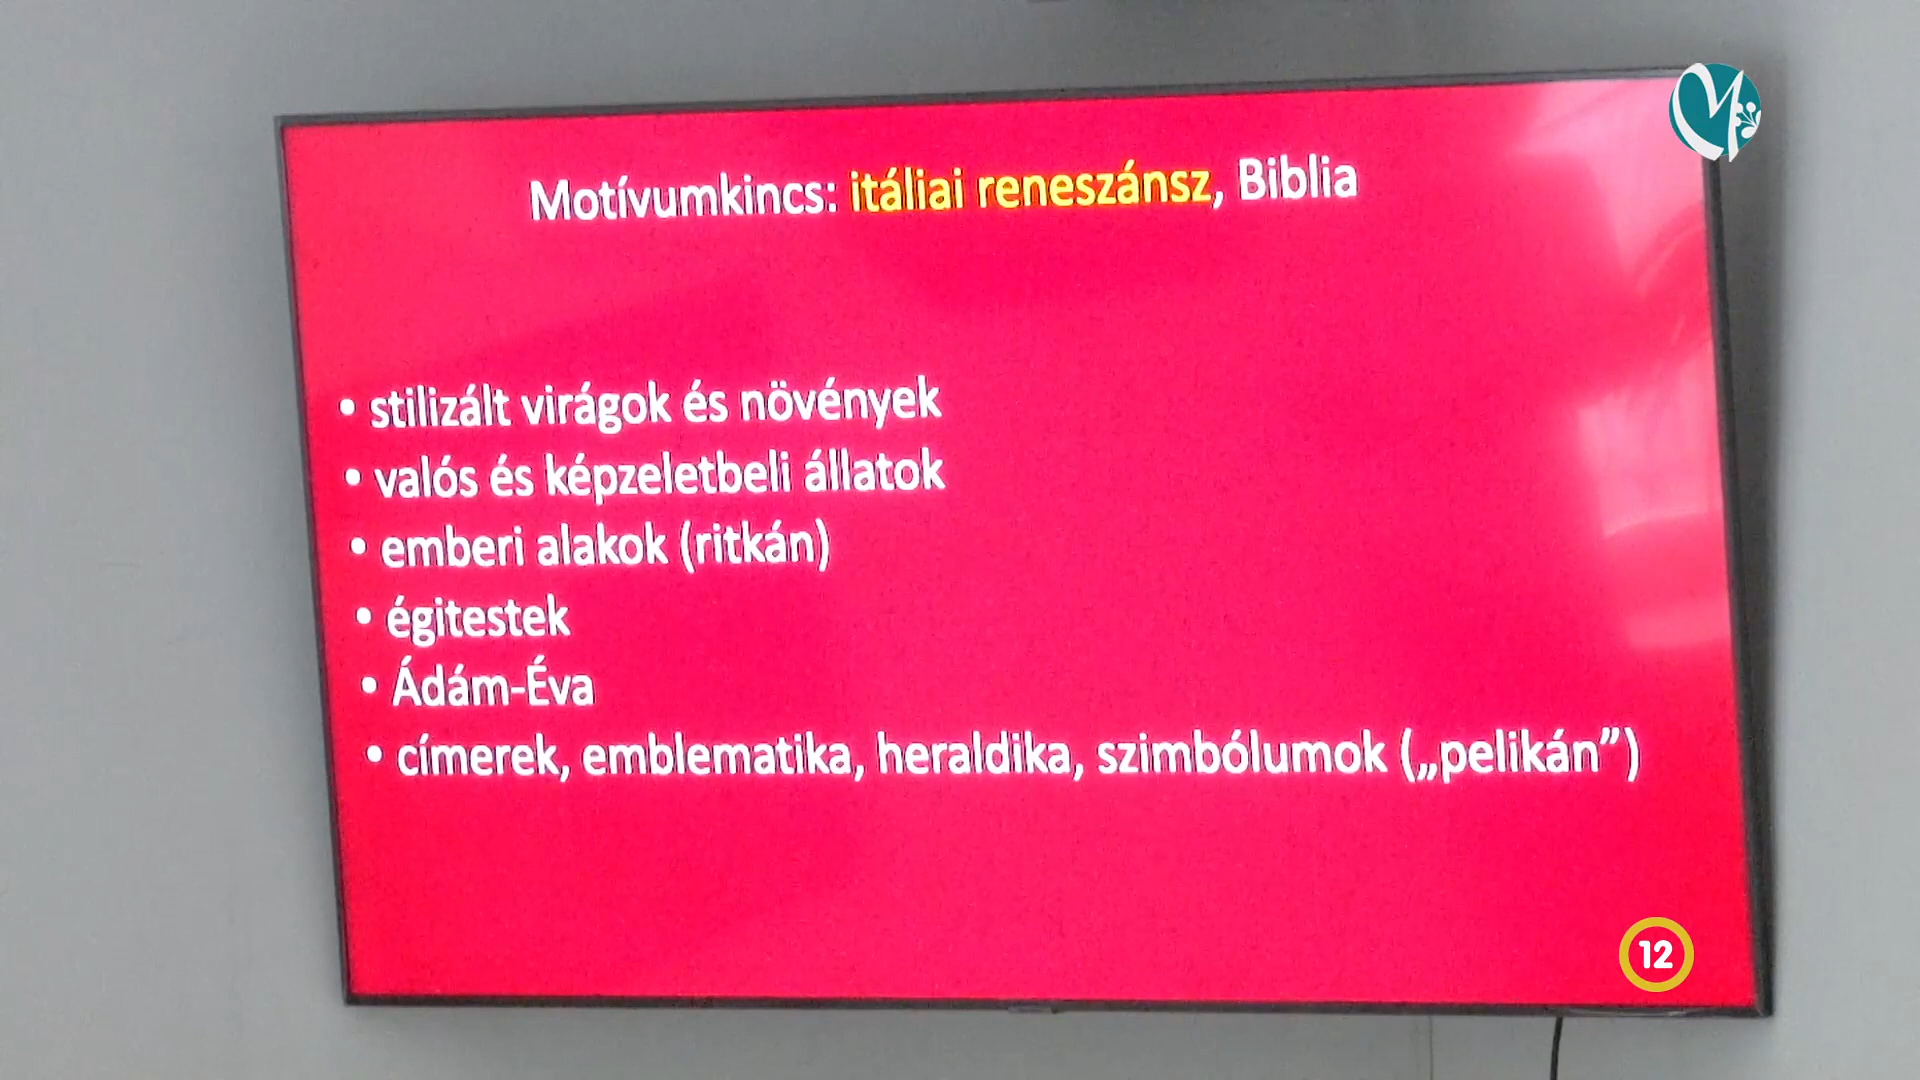 Motívumkincs: itáliai reneszánsz, Biblia
• stilizált virágok és növények
• valós és képzeletbeli állatok
• emberi alakok (ritkán)
• égitestek
• Ádám-Éva
• címerek, emblematika, heraldika, szimbólumok („pelikán”)
12